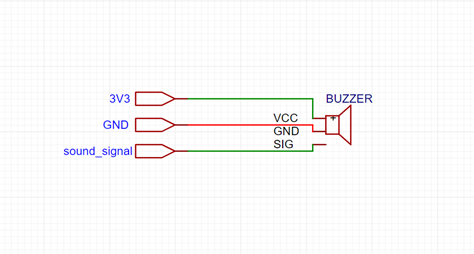 BUZZER
3V3
VCC
GND
GND
sound_signal
SIG
+